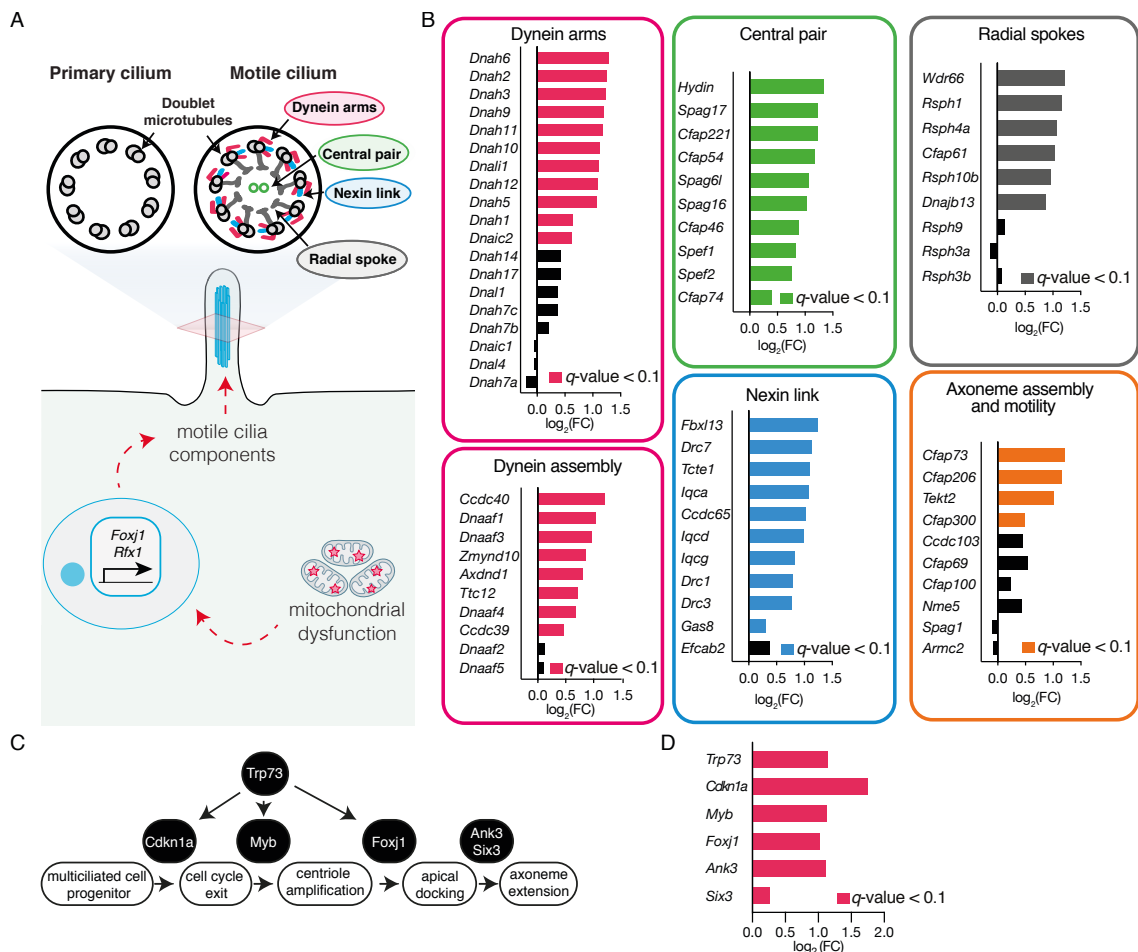 A
Primary cilium
Motile cilium
Doublet
microtubules
Dynein arms
Central pair
Nexin link
Radial spoke
motile cilia
components
Foxj1
Rfx1
mitochondrial
dysfunction
B
Dynein arms
Dnah6
Dnah2
Dnah3
Dnah9
Dnah11
Dnah10
Dnali1
Dnah12
Dnah5
Dnah1
Dnaic2
Dnah14
Dnah17
Dnal1
Dnah7c
Dnah7b
Dnaic1
Dnal4
Dnah7a
q-value < 0.1
0.0 0.5 1.0 1.5
log2(FC)
Central pair
Hydin
Spag17
Cfap221
Cfap54
Spag6l
Spag16
Cfap46
Spef1
Spef2
Cfap74
q-value < 0.1
0.0 0.5 1.0 1.5
log2(FC)
Radial spokes
Wdr66
Rsph1
Rsph4a
Cfap61
Rsph10b
Dnajb13
Rsph9
Rsph3a
Rsph3b
q-value < 0.1
0.0 0.5 1.0 1.5
log2(FC)
Dynein assembly
Ccdc40
Dnaaf1
Dnaaf3
Zmynd10
Axdnd1
Ttc12
Dnaaf4
Ccdc39
Dnaaf2
Dnaaf5
q-value < 0.1
0.0 0.5 1.0 1.5
log2(FC)
Nexin link
Fbxl13
Drc7
Tcte1
Iqca
Ccdc65
Iqcd
Iqcg
Drc1
Drc3
Gas8
Efcab2
q-value < 0.1
0.0 0.5 1.0 1.5
log2(FC)
Axoneme assembly
and motility
Cfap73
Cfap206
Tekt2
Cfap300
Ccdc103
Cfap69
Cfap100
Nme5
Spag1
Armc2
q-value < 0.1
0.0 0.5 1.0 1.5
log2(FC)
C
Trp73
Cdkn1a
Myb
Foxj1
Ank3
Six3
multiciliated cell
progenitor
cell cycle
exit
centriole
amplification
apical
docking
axoneme
extension
D
Trp73
Cdkn1a
Myb
Foxj1
Ank3
Six3
q-value < 0.1
0.0 0.5 1.0 1.5 2.0
log2(FC)